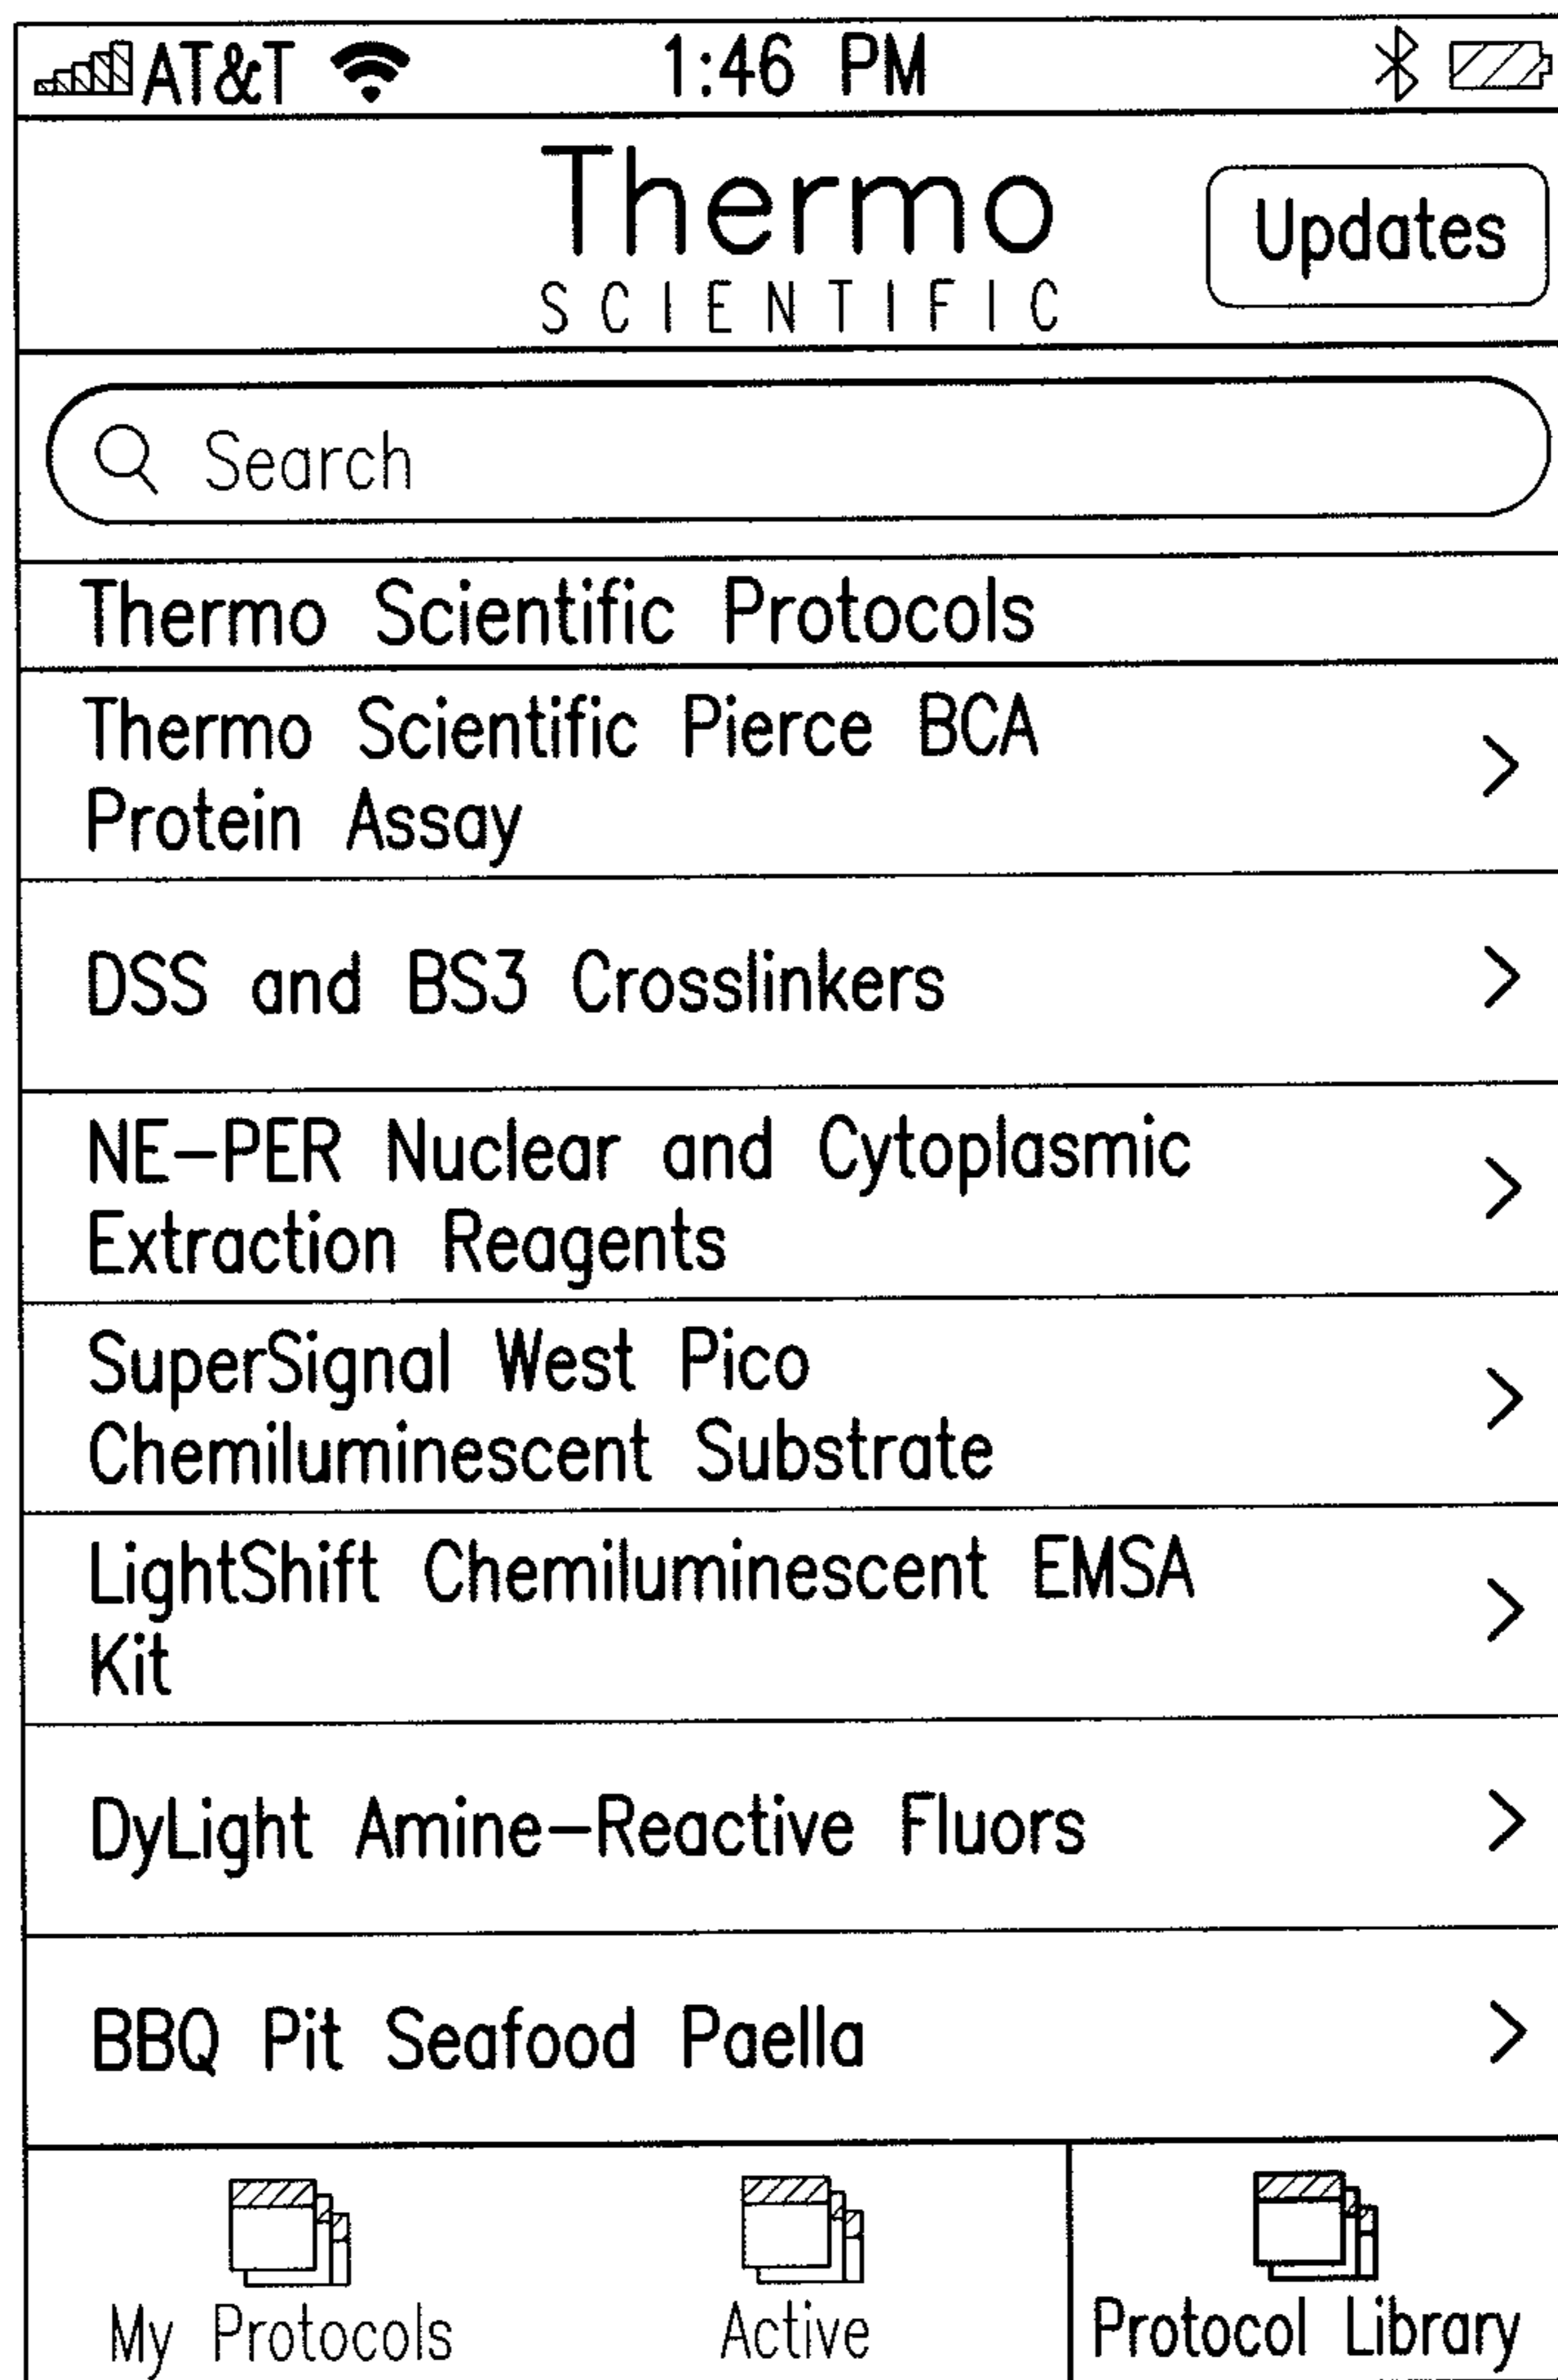 AT&T 1:46 PM
Thermo
SCIENTIFIC
Updates
Search
Thermo Scientific Protocols
Thermo Scientific Pierce BCA
Protein Assay
DSS and BS3 Crosslinkers
NE-PER Nuclear and Cytoplasmic
Extraction Reagents
SuperSignal West Pico
Chemiluminescent Substrate
LightShift Chemiluminescent EMSA
Kit
DyLight Amine-Reactive Fluors
BBQ Pit Seafood Paella
My Protocols Active Protocol Library